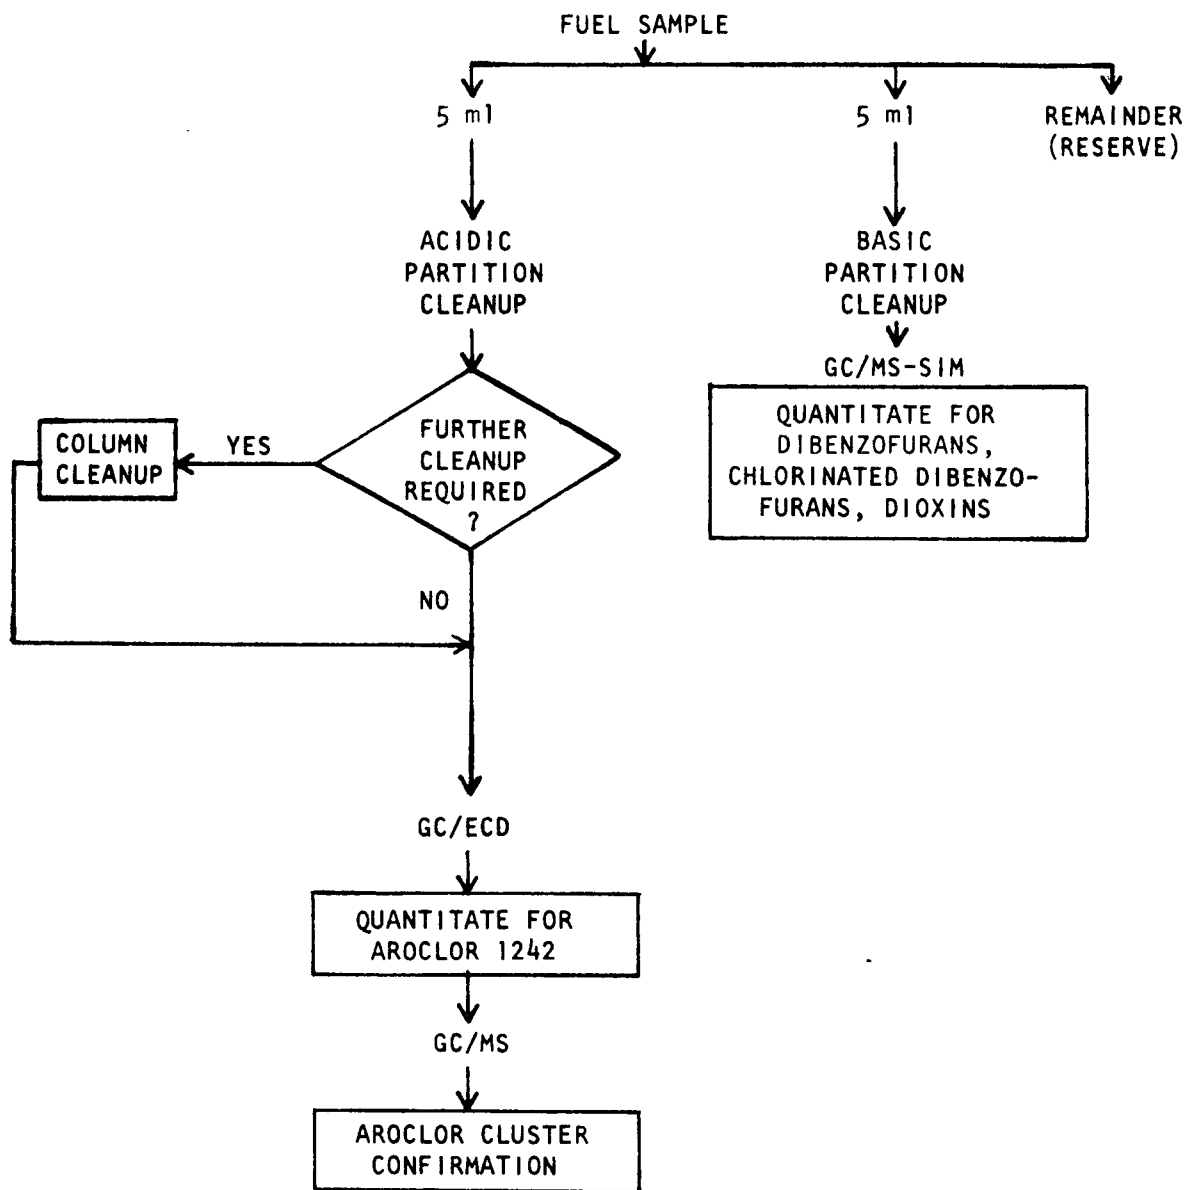 FUEL SAMPLE
5 ml
5 ml
REMAINDER
(RESERVE)
ACIDIC
PARTITION
CLEANUP
BASIC
PARTITION
CLEANUP
GC/MS-SIM
QUANTITATE FOR
DIBENZOFURANS,
CHLORINATED DIBENZO-
FURANS, DIOXINS
FURTHER
CLEANUP
REQUIRED
?
YES
COLUMN
CLEANUP
NO
GC/ECD
QUANTITATE FOR
AROCLOR 1242
GC/MS
AROCLOR CLUSTER
CONFIRMATION